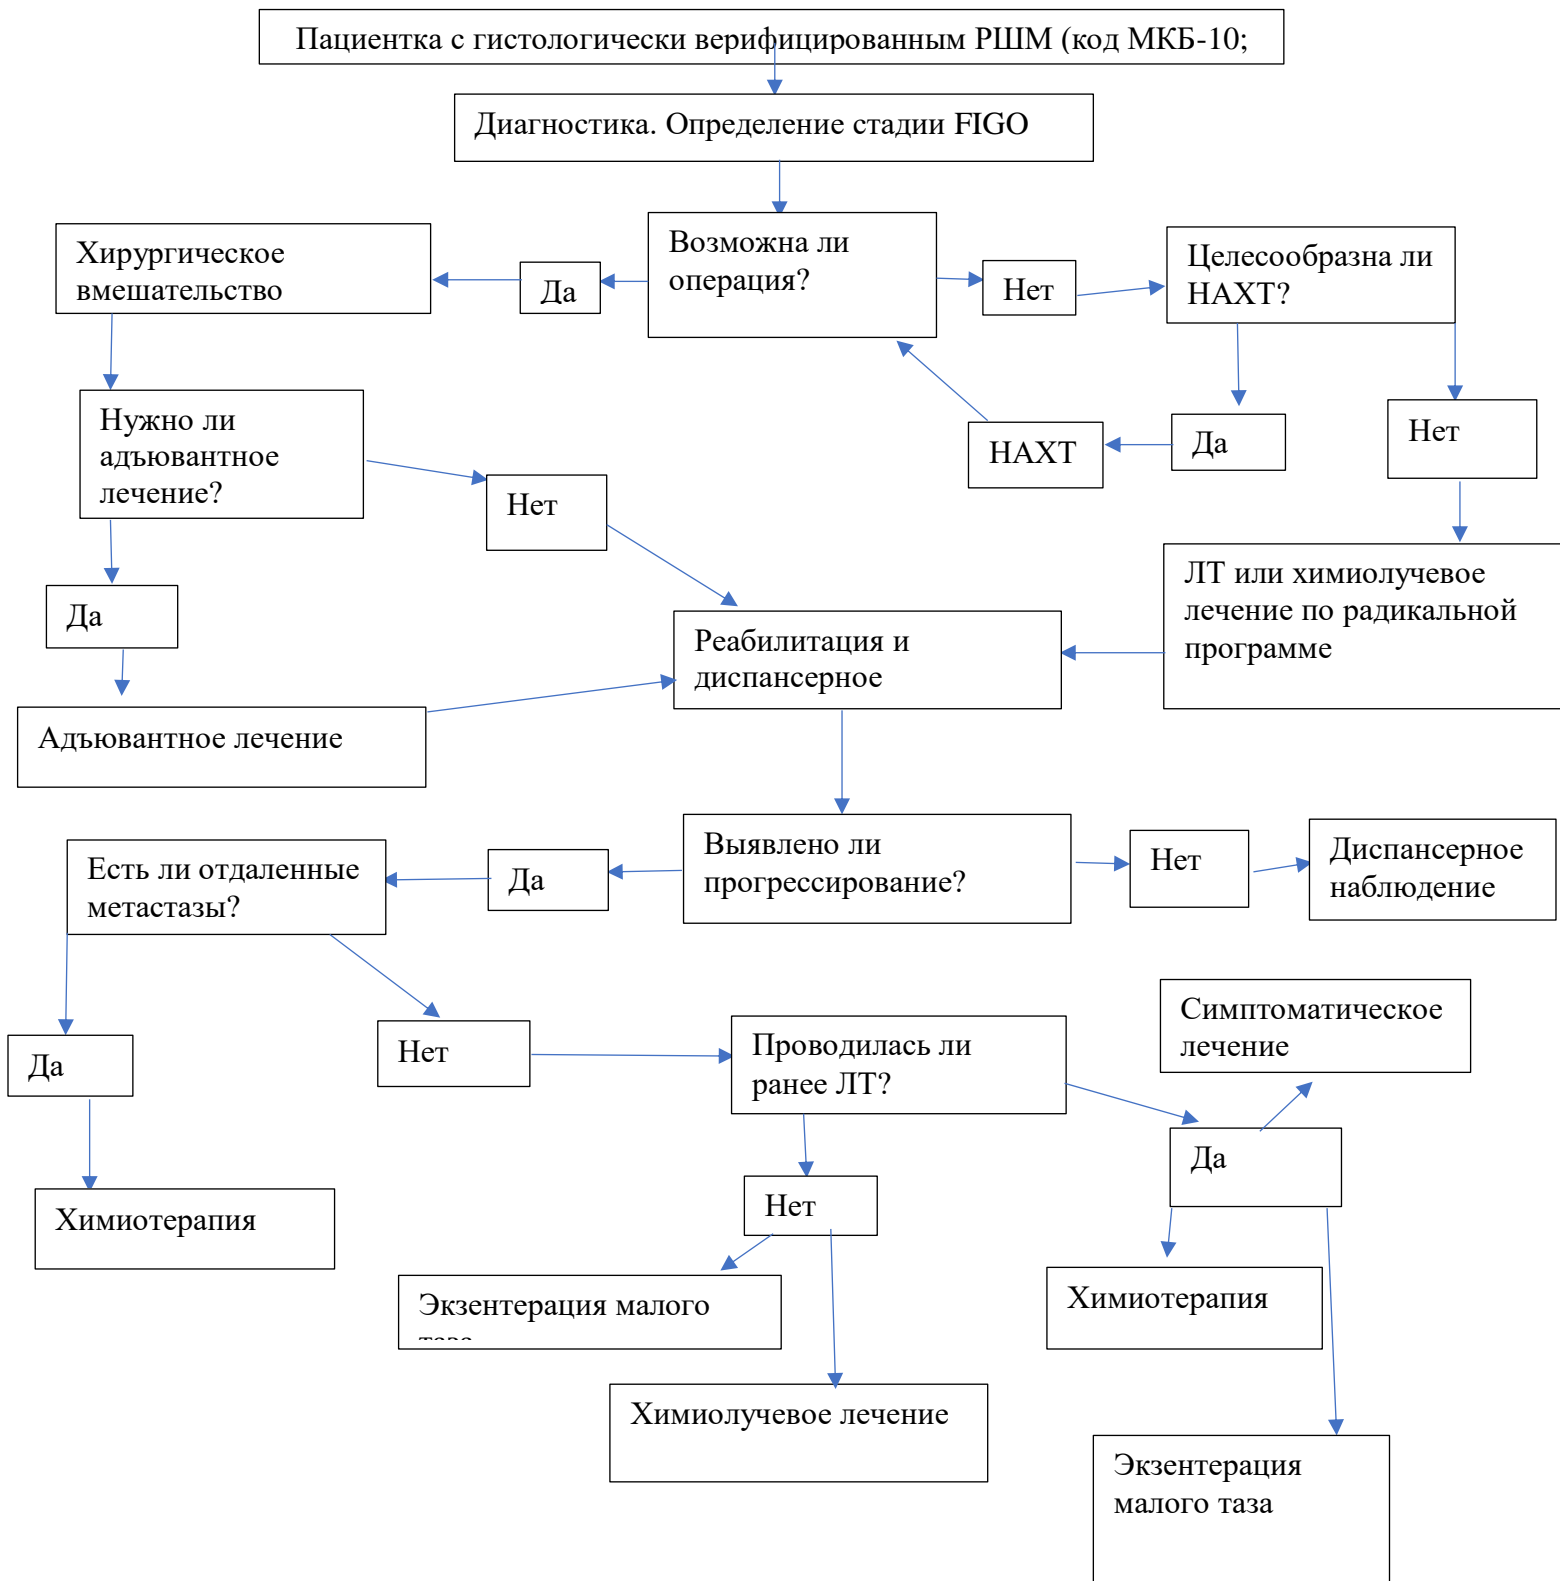 Пациентка с гистологически верифицированным РШМ (код МКБ-10;
Диагностика. Определение стадии FIGO
Хирургическое
вмешательство
Да
Возможна ли
операция?
Нет
Целесообразна ли
НАХТ?
Нужно ли
адъювантное
лечение?
Нет
НАХТ
Да
Нет
Да
Реабилитация и
диспансерное
ЛТ или химиолучевое
лечение по радикальной
программе
Адъювантное лечение
Есть ли отдаленные
метастазы?
Да
Выявлено ли
прогрессирование?
Нет
Диспансерное
наблюдение
Да
Нет
Проводилась ли
ранее ЛТ?
Симптоматическое
лечение
Да
Химиотерапия
Нет
Экзентерация малого
таза
Химиотерапия
Химиолучевое лечение
Экзентерация
малого таза